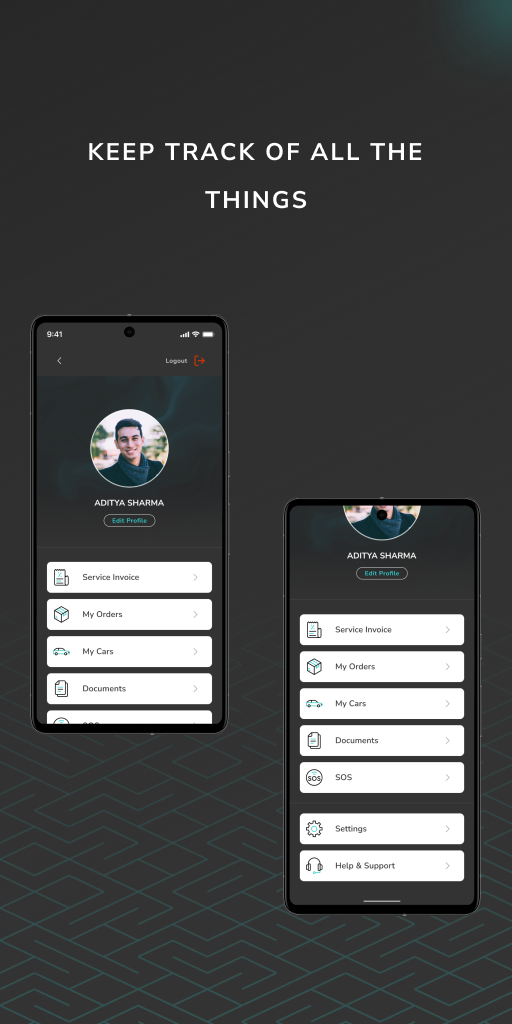 KEEP TRACK OF ALL THE
THINGS
9:41
Logout
ADITYA SHARMA
Edit Profile
Service Invoice
My Orders
My Cars
Documents
SOS
ADITYA SHARMA
Edit Profile
Service Invoice
My Orders
My Cars
Documents
SOS SOS
Settings
Help & Support